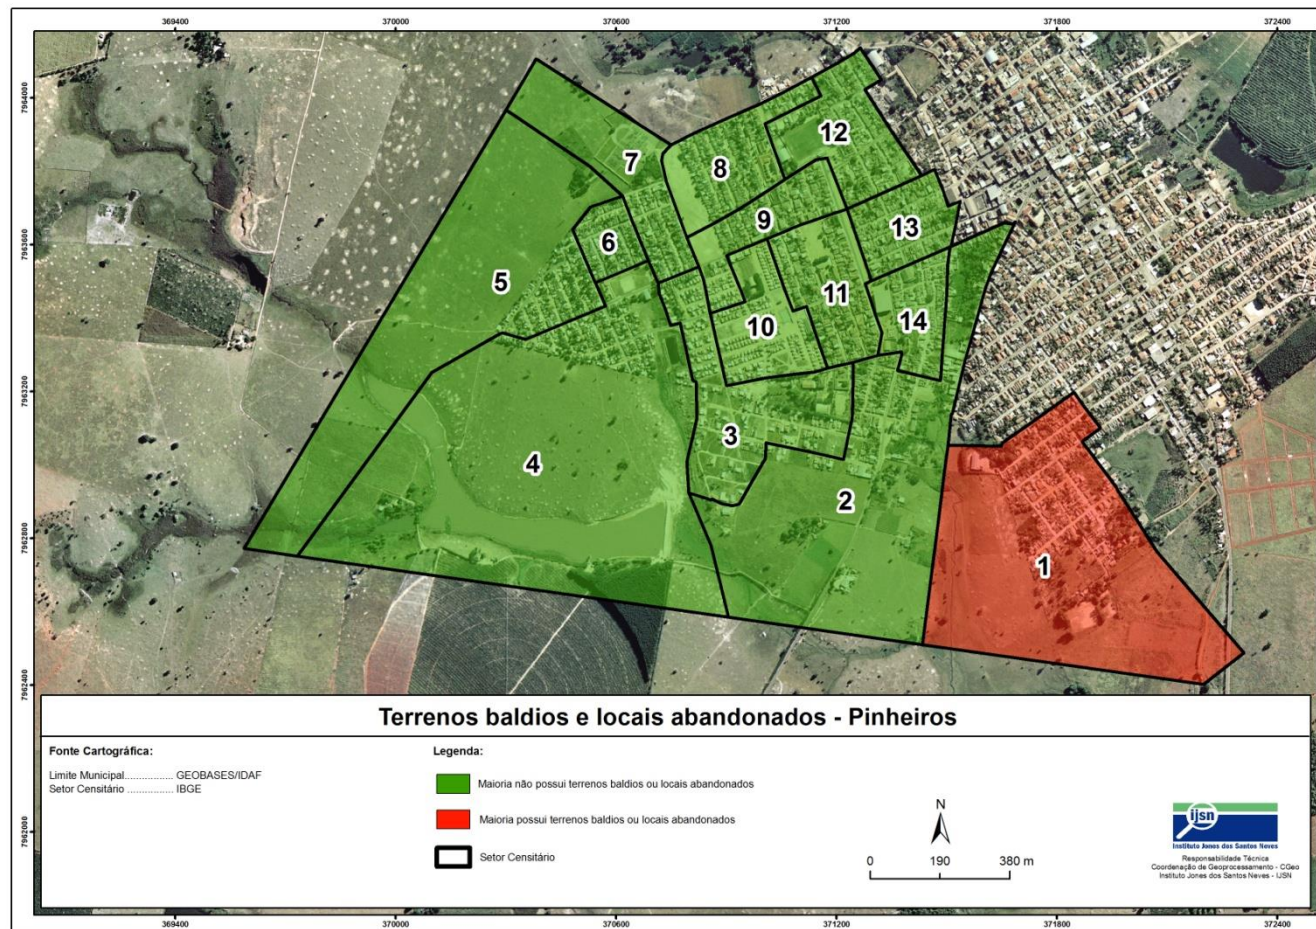 369400 370000 370600 371200 371800 372400
7964000
7963600
7963200
7962800
7962400
7962000
12
7
8
9
6
13
5
11
10
14
3
4
2
1
Terrenos baldios e locais abandonados - Pinheiros
Fonte Cartográfica:
Limite Municipal................. GEOBASES/IDAF
Setor Censitário ................ IBGE
Legenda:
Maioria não possui terrenos baldios ou locais abandonados
Maioria possui terrenos baldios ou locais abandonados
Setor Censitário
N
0 190 380 m
ijsn
Instituto Jones dos Santos Neves
Responsabilidade Técnica
Coordenação de Geoprocessamento - CGeo
Instituto Jones dos Santos Neves - IJSN
369400 370000 370600 371200 371800 372400